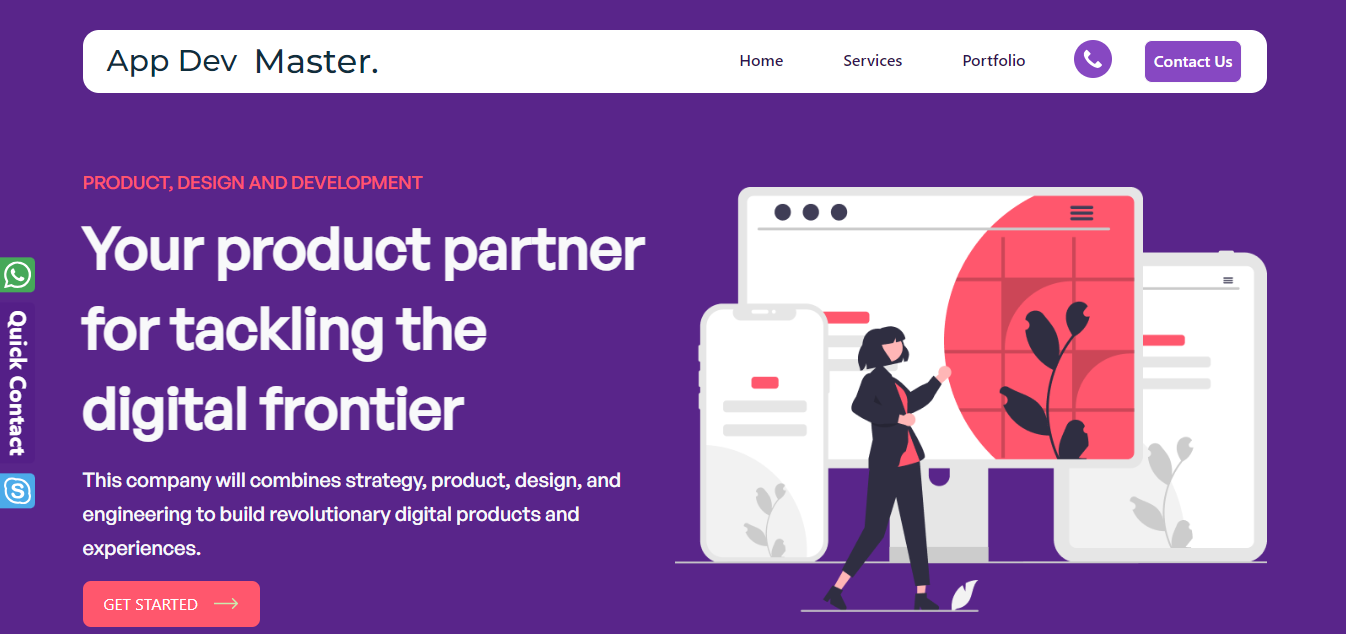 App Dev Master.
Home
Services
Portfolio
Contact Us
PRODUCT, DESIGN AND DEVELOPMENT
Your product partner
for tackling the
digital frontier
This company will combines strategy, product, design, and
engineering to build revolutionary digital products and
experiences.
GET STARTED
Quick Contact